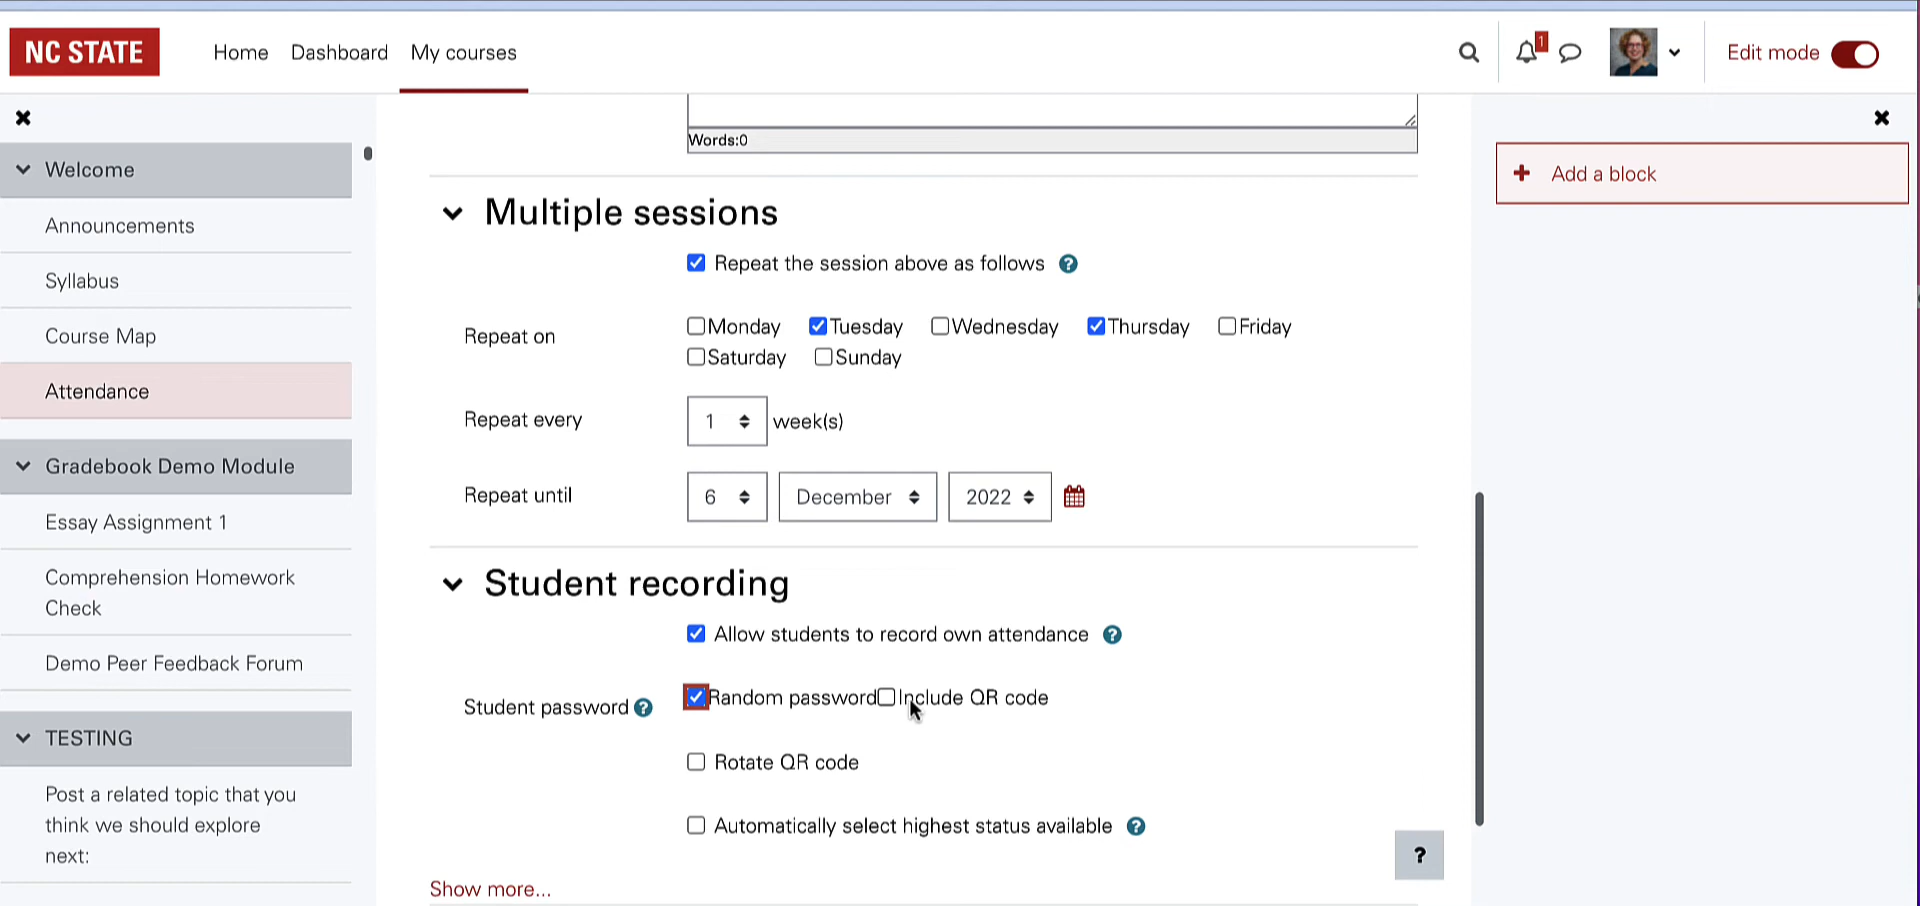 NC STATE Home Dashboard My courses 1 Edit mode
Welcome
Announcements
Syllabus
Course Map
Attendance
Gradebook Demo Module
Essay Assignment 1
Comprehension Homework
Check
Demo Peer Feedback Forum
TESTING
Post a related topic that you
think we should explore
next:
Words:0
Multiple sessions
Repeat the session above as follows ?
Repeat on
Monday Tuesday Wednesday Thursday Friday
Saturday Sunday
Repeat every 1 week(s)
Repeat until 6 December 2022
Student recording
Allow students to record own attendance ?
Student password ? Random password Include QR code
Rotate QR code
Automatically select highest status available ?
Show more...
?
Add a block